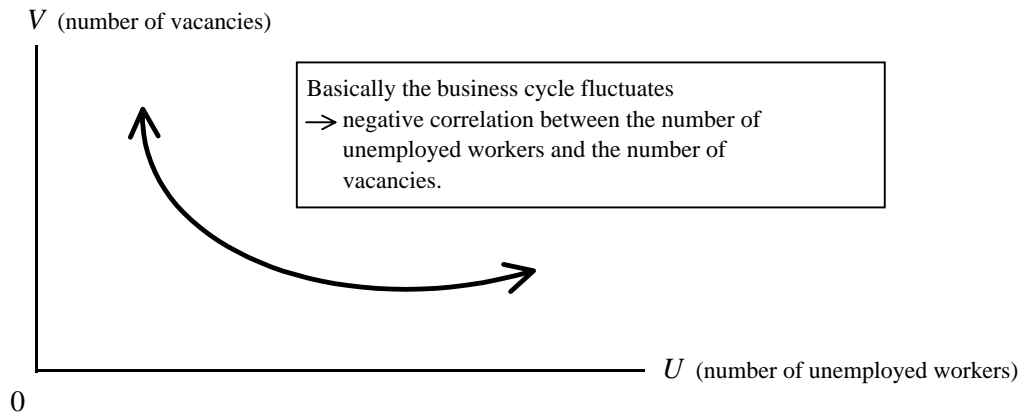 V (number of vacancies)
Basically the business cycle fluctuates
→ negative correlation between the number of
unemployed workers and the number of
vacancies.
U (number of unemployed workers)
0